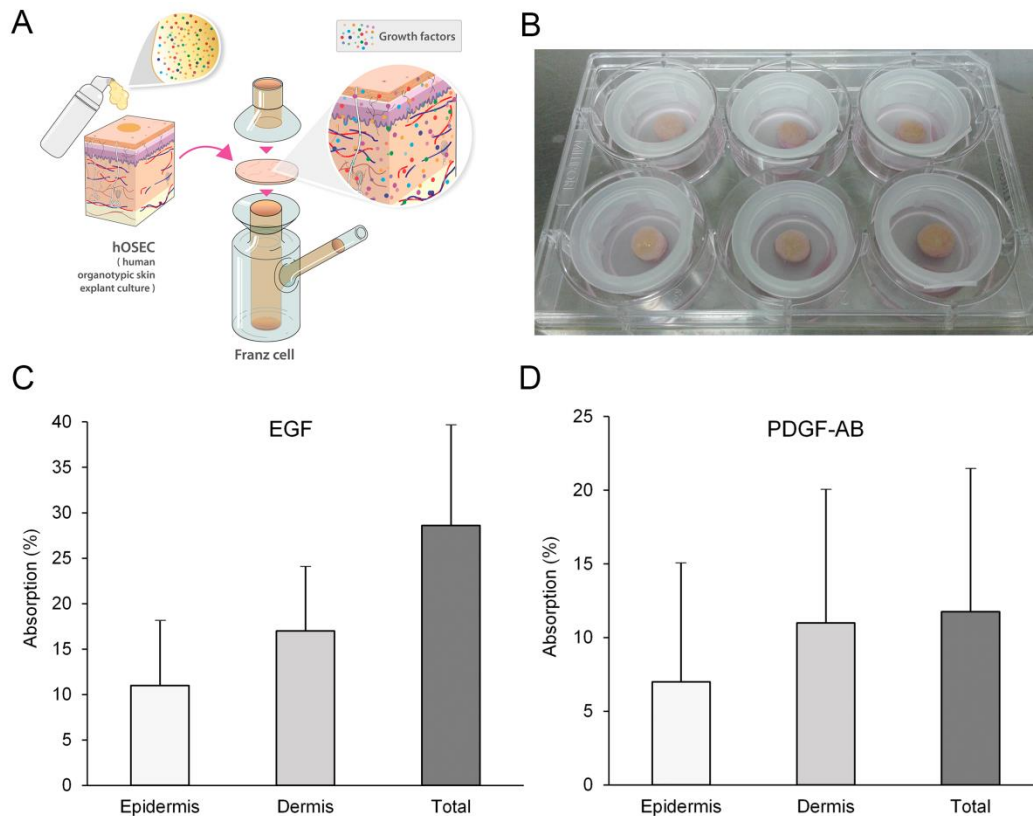 A
Growth factors
hOSEC
( human
organotypic skin
explant culture )
Franz cell
B
C
EGF
Absorption (%)
40
35
30
25
20
15
10
5
0
Epidermis Dermis Total
D
PDGF-AB
Absorption (%)
25
20
15
10
5
0
Epidermis Dermis Total